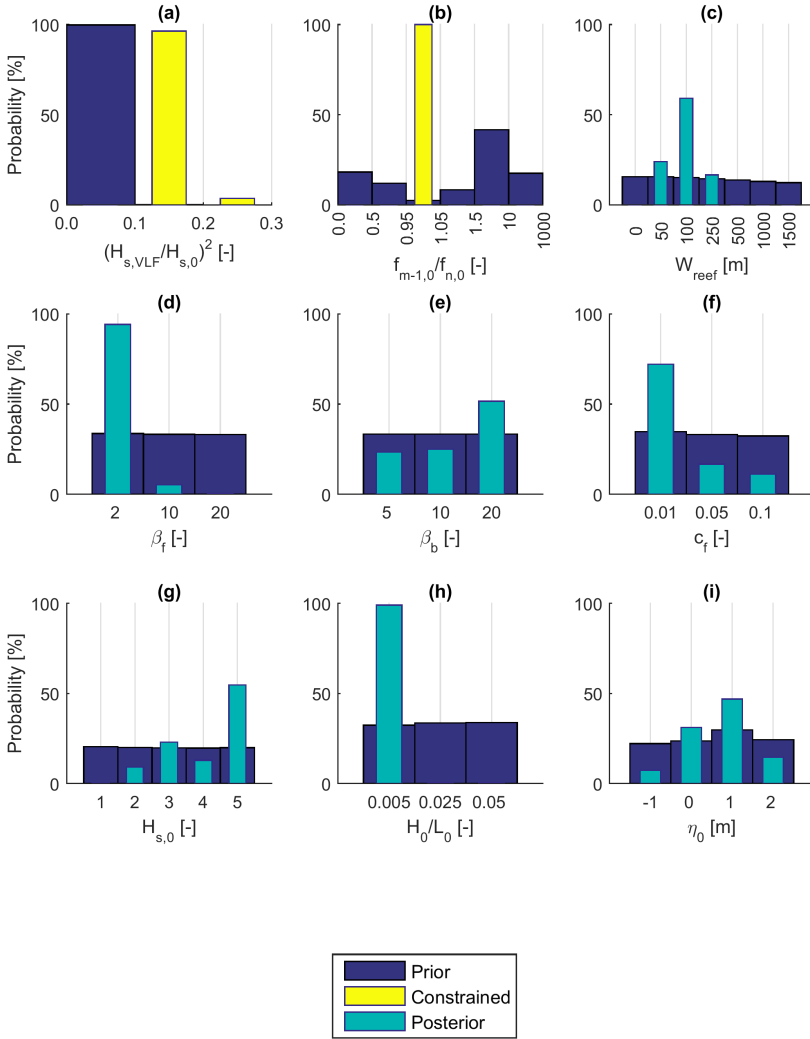 (a) (b) (c)
Probability [%]
100
50
0
0.0 0.1 0.2 0.3
(H_s,VLF/H_s,0)^2 [-]
100
50
0
0.0 0.5 0.95 1.05 1.5 10 1000
f_m-1,0/f_n,0 [-]
100
50
0
0 50 100 250 500 1000 1500
W_reef [m]
(d) (e) (f)
Probability [%]
100
50
0
2 10 20
β_f [-]
100
50
0
5 10 20
β_b [-]
100
50
0
0.01 0.05 0.1
c_f [-]
(g) (h) (i)
Probability [%]
100
50
0
1 2 3 4 5
H_s,0 [-]
100
50
0
0.005 0.025 0.05
H_0/L_0 [-]
100
50
0
-1 0 1 2
η_0 [m]
Prior
Constrained
Posterior